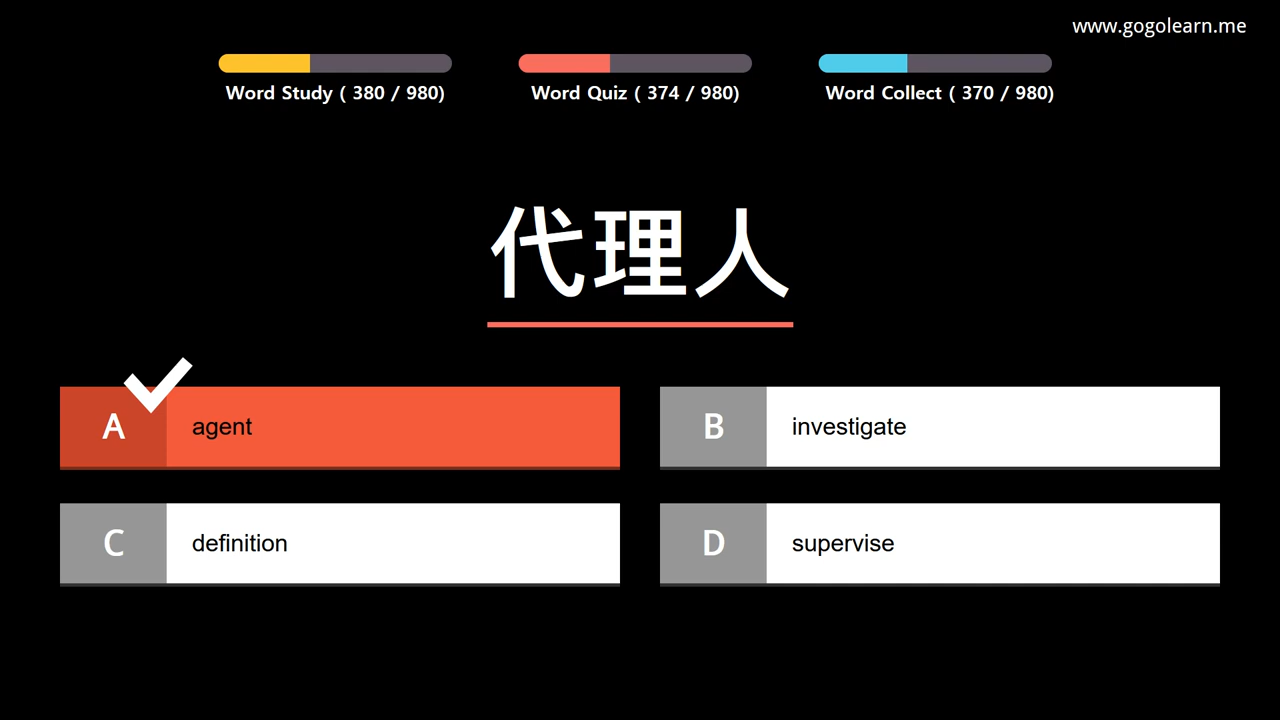 www.gogolearn.me
Word Study ( 380 / 980)
Word Quiz ( 374 / 980)
Word Collect ( 370 / 980)
代理人
A agent
B investigate
C definition
D supervise